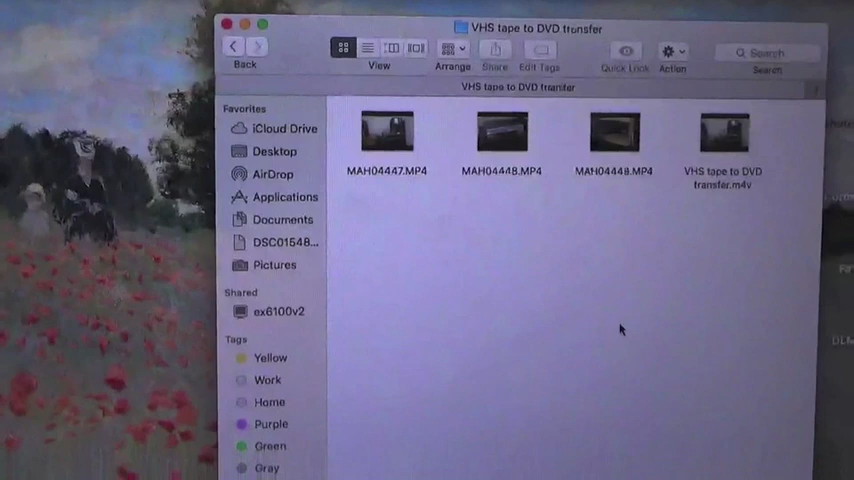 VHS tape to DVD transfer
Back
View
Arrange
Share
Edit Tags
Quick Look
Action
Search
Search
VHS tape to DVD transfer
Favorites
iCloud Drive
Desktop
AirDrop
Applications
Documents
DSC01548...
Pictures
Shared
ex6100v2
Tags
Yellow
Work
Home
Purple
Green
Gray
MAH04447.MP4
MAH04448.MP4
MAH04449.MP4
VHS tape to DVD
transfer.m4v